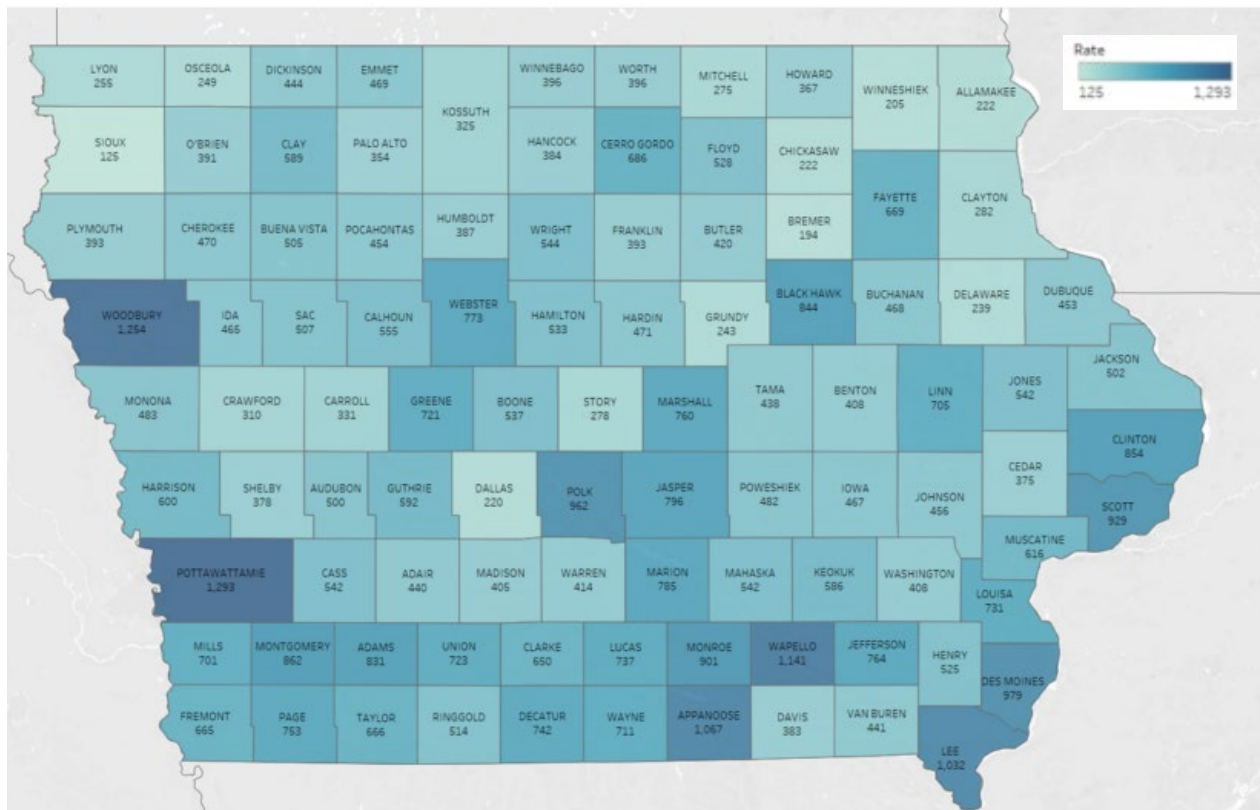 Rate
125 1,293
LYON
255
OSCEOLA
249
DICKINSON
444
EMMET
469
KOSSUTH
325
WINNEBAGO
396
WORTH
396
MITCHELL
275
HOWARD
367
WINNESHIEK
205
ALLAMAKEE
222
SIOUX
125
O'BRIEN
391
CLAY
589
PALO ALTO
354
HANCOCK
384
CERRO GORDO
686
FLOYD
528
CHICKASAW
222
FAYETTE
669
CLAYTON
282
PLYMOUTH
393
CHEROKEE
470
BUENA VISTA
505
POCAHONTAS
454
HUMBOLDT
387
WRIGHT
544
FRANKLIN
393
BUTLER
420
BREMER
194
WOODBURY
1,254
IDA
465
SAC
507
CALHOUN
555
WEBSTER
773
HAMILTON
533
HARDIN
471
GRUNDY
243
BLACK HAWK
844
BUCHANAN
468
DELAWARE
239
DUBUQUE
453
MONONA
483
CRAWFORD
310
CARROLL
331
GREENE
721
BOONE
537
STORY
278
MARSHALL
760
TAMA
438
BENTON
408
LINN
705
JONES
542
JACKSON
502
CLINTON
854
HARRISON
600
SHELBY
378
AUDUBON
500
GUTHRIE
592
DALLAS
220
POLK
962
JASPER
796
POWESHIEK
482
IOWA
467
JOHNSON
456
CEDAR
375
SCOTT
929
MUSCATINE
616
POTTAWATTAMIE
1,293
CASS
542
ADAIR
440
MADISON
405
WARREN
414
MARION
785
MAHASKA
542
KEOKUK
586
WASHINGTON
408
LOUISA
731
MILLS
701
MONTGOMERY
862
ADAMS
831
UNION
723
CLARKE
650
LUCAS
737
MONROE
901
WAPELLO
1,141
JEFFERSON
764
HENRY
525
DES MOINES
979
FREMONT
665
PAGE
753
TAYLOR
666
RINGGOLD
514
DECATUR
742
WAYNE
711
APPANOOSE
1,067
DAVIS
383
VAN BUREN
441
LEE
1,032